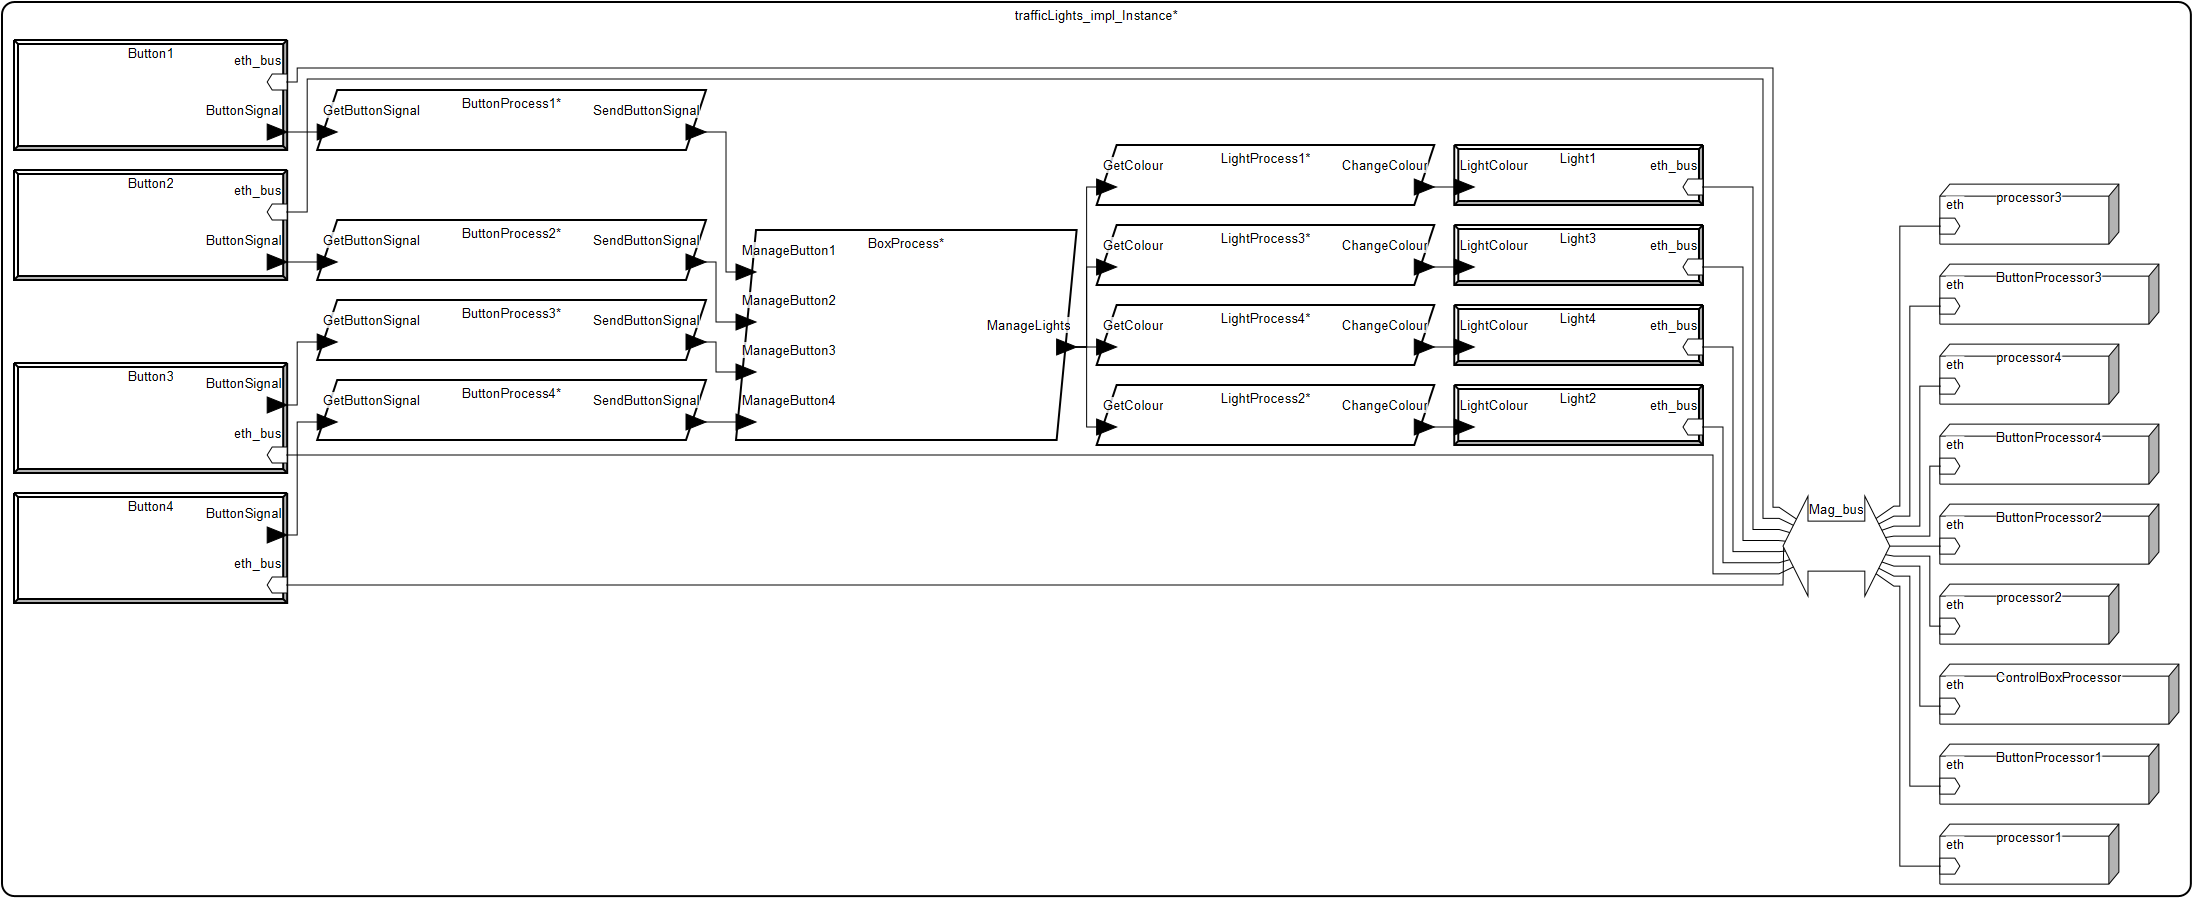 trafficLights_impl_Instance*
Button1
eth_bus
ButtonSignal
Button2
eth_bus
ButtonSignal
Button3
ButtonSignal
eth_bus
Button4
ButtonSignal
eth_bus
GetButtonSignal
ButtonProcess1*
SendButtonSignal
GetButtonSignal
ButtonProcess2*
SendButtonSignal
GetButtonSignal
ButtonProcess3*
SendButtonSignal
GetButtonSignal
ButtonProcess4*
SendButtonSignal
BoxProcess*
ManageButton1
ManageButton2
ManageButton3
ManageButton4
ManageLights
GetColour
LightProcess1*
ChangeColour
GetColour
LightProcess3*
ChangeColour
GetColour
LightProcess4*
ChangeColour
GetColour
LightProcess2*
ChangeColour
LightColour
Light1
eth_bus
LightColour
Light3
eth_bus
LightColour
Light4
eth_bus
LightColour
Light2
eth_bus
Mag_bus
processor3
eth
ButtonProcessor3
eth
processor4
eth
ButtonProcessor4
eth
ButtonProcessor2
eth
processor2
eth
ControlBoxProcessor
eth
ButtonProcessor1
eth
processor1
eth